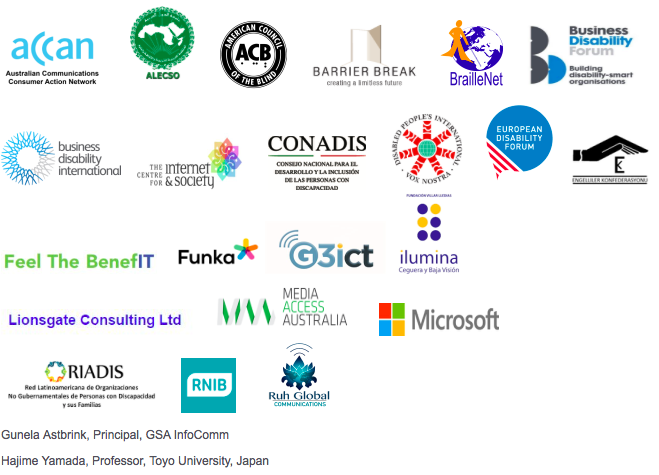 accan
Australian Communications
Consumer Action Network
ALECSO
AMERICAN COUNCIL
ACB
OF THE BLIND
BARRIER BREAK
creating a limitless future
BrailleNet
Business
Disability
Forum
Building
disability-smart
organisations
business
disability
international
THE
CENTRE
FOR
internet
& society
CONADIS
CONSEJO NACIONAL PARA EL
DESARROLLO Y LA INCLUSIÓN
DE LAS PERSONAS CON
DISCAPACIDAD
DISABLED PEOPLE'S INTERNATIONAL
VOX NOSTRA
EUROPEAN
DISABILITY
FORUM
EK
ENGELLILER KONFEDERASYONU
Feel The BenefIT
Funka
G3ict
FUNDACIÓN VILLAR LLEDIAS
ilumina
Ceguera y Baja Visión
Lionsgate Consulting Ltd
MEDIA
ACCESS
AUSTRALIA
Microsoft
RIADIS
Red Latinoamericana de Organizaciones
No Gubernamentales de Personas con Discapacidad
y sus Familias
RNIB
Ruh Global
COMMUNICATIONS
Gunela Astbrink, Principal, GSA InfoComm
Hajime Yamada, Professor, Toyo University, Japan